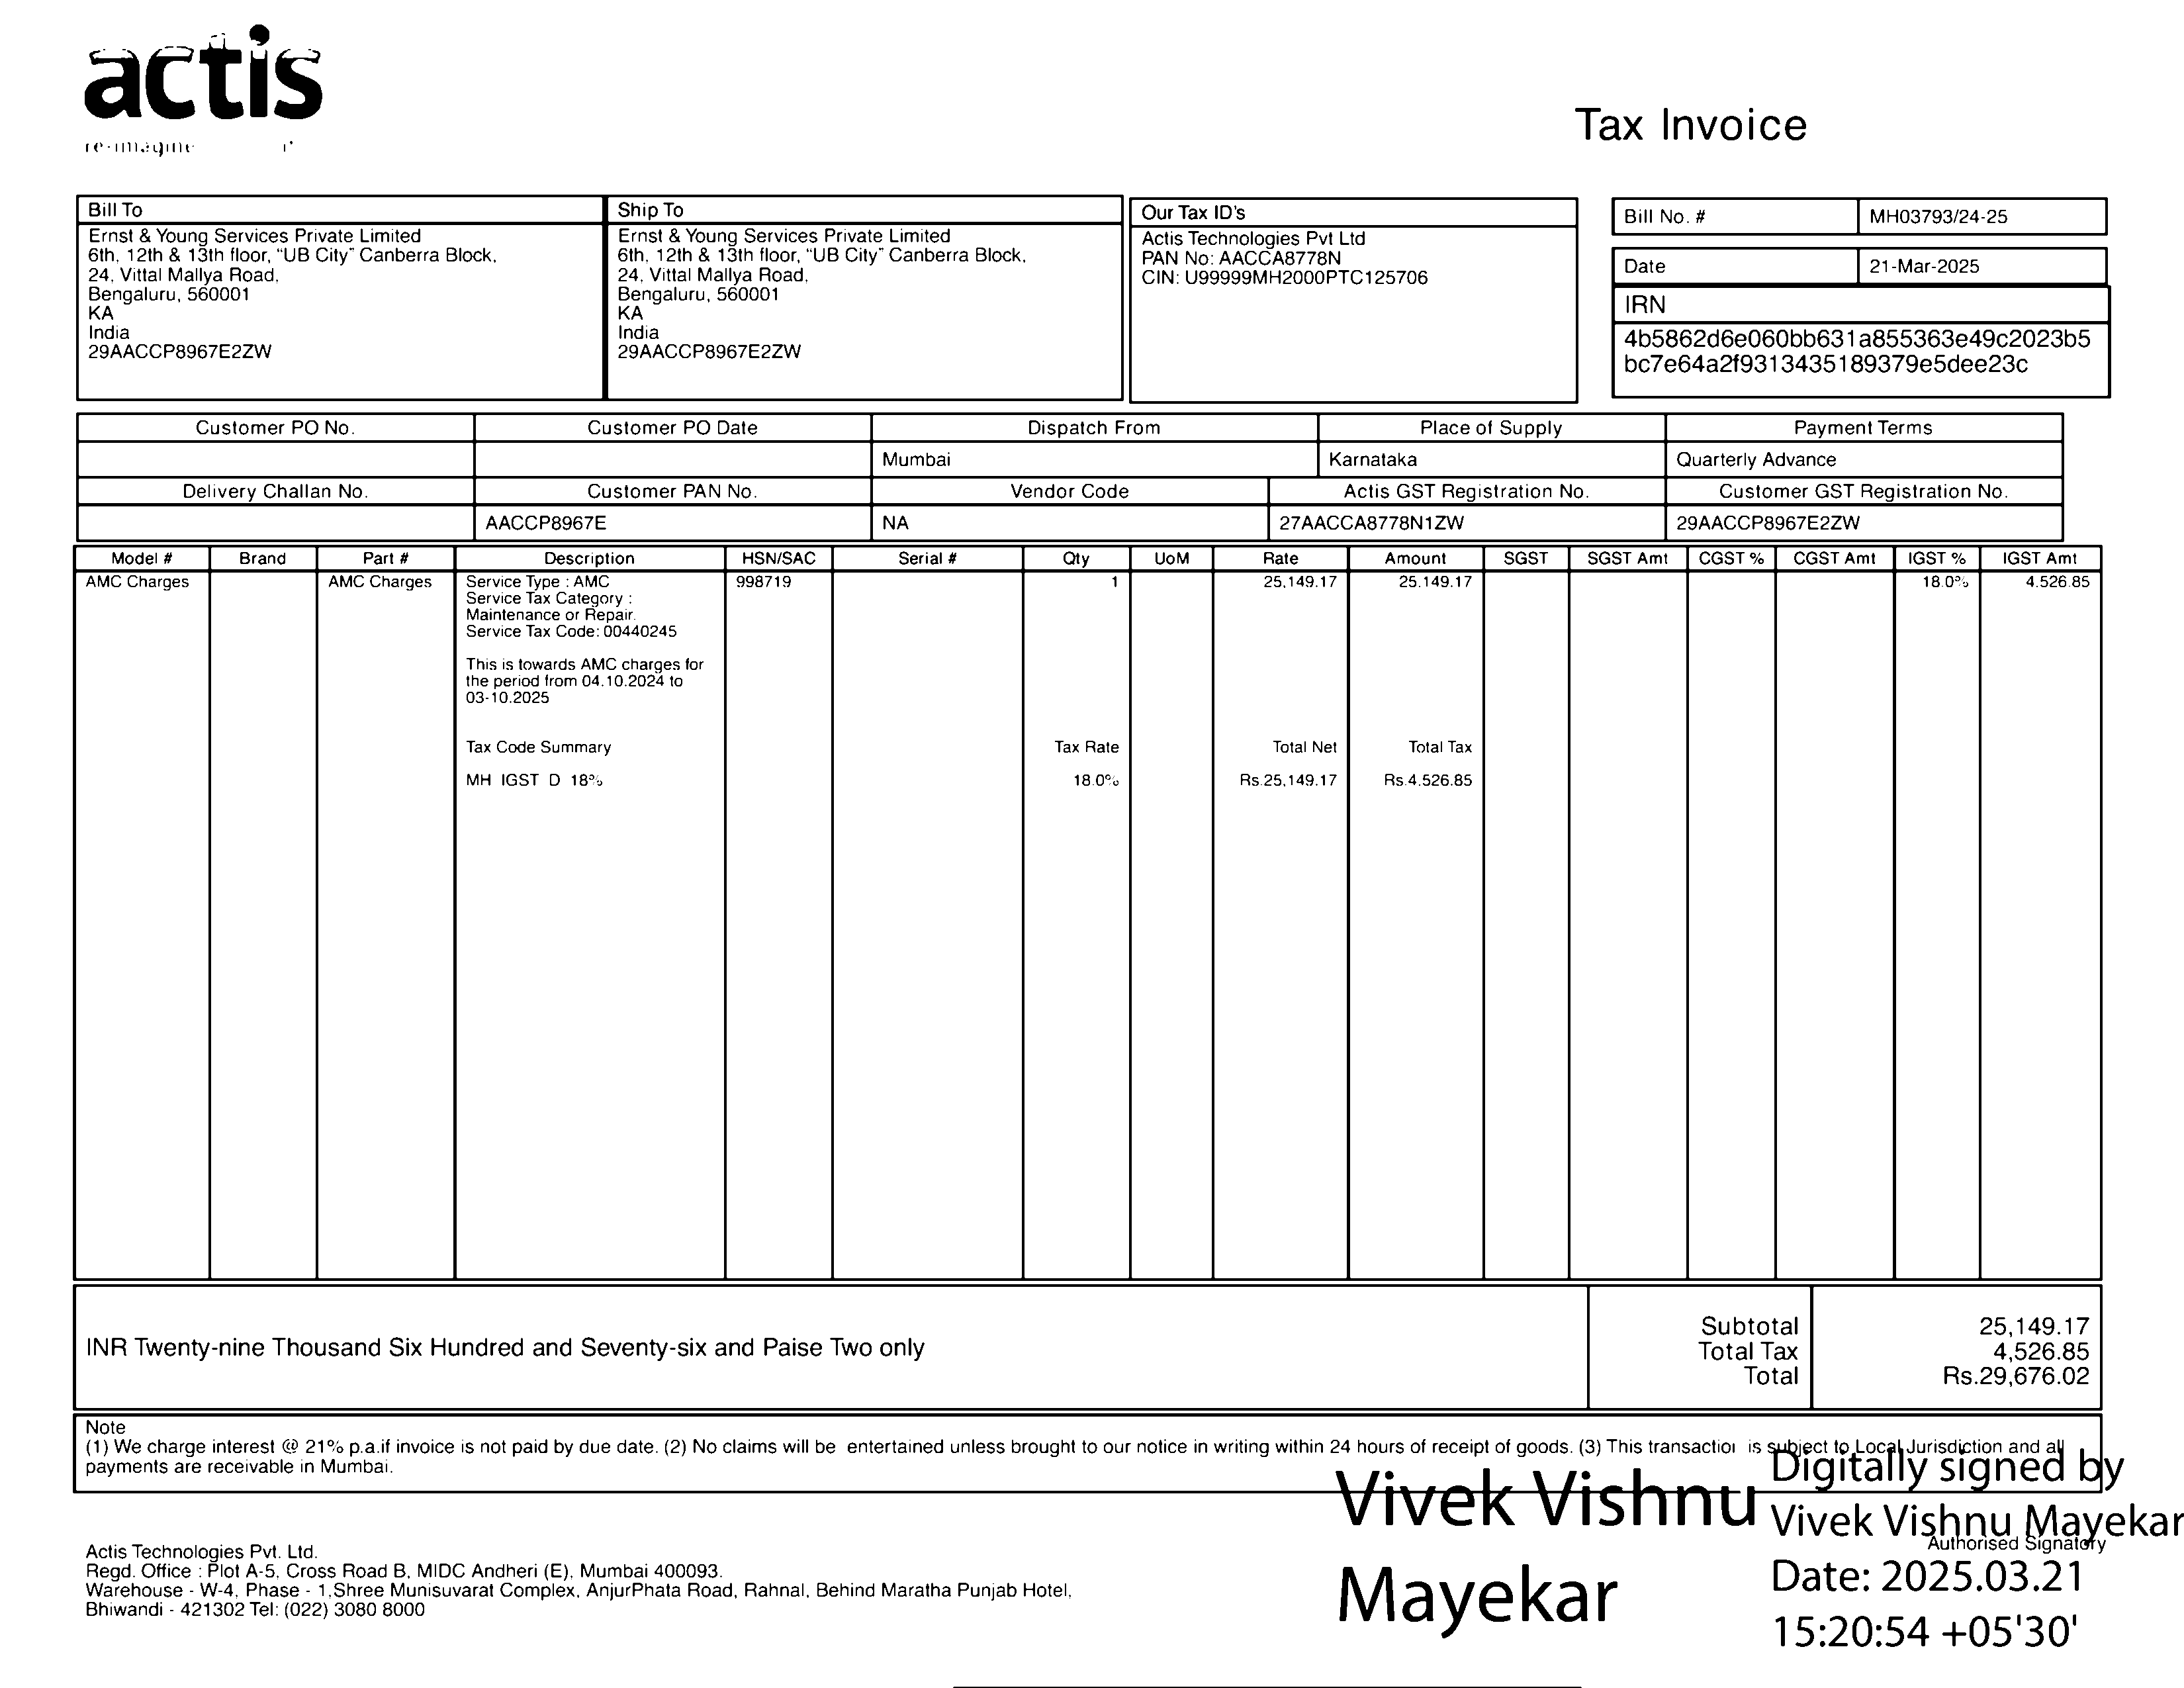 actis
Tax Invoice
Bill To
Ernst & Young Services Private Limited
6th, 12th & 13th floor, "UB City" Canberra Block,
24, Vittal Mallya Road,
Bengaluru, 560001
KA
India
29AACCP8967E2ZW
Ship To
Ernst & Young Services Private Limited
6th, 12th & 13th floor, "UB City" Canberra Block,
24, Vittal Mallya Road,
Bengaluru, 560001
KA
India
29AACCP8967E2ZW
Our Tax ID's
Actis Technologies Pvt Ltd
PAN No: AACCA8778N
CIN: U99999MH2000PTC125706
Bill No. # MH03793/24-25
Date 21-Mar-2025
IRN
4b5862d6e060bb631a855363e49c2023b5
bc7e64a2f9313435189379e5dee23c
Customer PO No. Customer PO Date Dispatch From Place of Supply Payment Terms
Mumbai Karnataka Quarterly Advance
Delivery Challan No. Customer PAN No. Vendor Code Actis GST Registration No. Customer GST Registration No.
AACCP8967E NA 27AACCA8778N1ZW 29AACCP8967E2ZW
Model # Brand Part # Description HSN/SAC Serial # Qty UoM Rate Amount SGST SGST Amt CGST % CGST Amt IGST % IGST Amt
AMC Charges AMC Charges Service Type : AMC 998719 1 25,149.17 25,149.17 18.0% 4,526.85
Service Tax Category :
Maintenance or Repair.
Service Tax Code: 00440245
This is towards AMC charges for
the period from 04.10.2024 to
03-10.2025
Tax Code Summary Tax Rate Total Net Total Tax
MH IGST D 18% 18.0% Rs.25,149.17 Rs.4,526.85
INR Twenty-nine Thousand Six Hundred and Seventy-six and Paise Two only
Subtotal 25,149.17
Total Tax 4,526.85
Total Rs.29,676.02
Note
(1) We charge interest @ 21% p.a.if invoice is not paid by due date. (2) No claims will be entertained unless brought to our notice in writing within 24 hours of receipt of goods. (3) This transaction is subject to Local Jurisdiction and all
payments are receivable in Mumbai.
Vivek Vishnu
Mayekar
Digitally signed by
Vivek Vishnu Mayekar
Authorised Signatory
Date: 2025.03.21
15:20:54 +05'30'
Actis Technologies Pvt. Ltd.
Regd. Office : Plot A-5, Cross Road B, MIDC Andheri (E), Mumbai 400093.
Warehouse - W-4, Phase - 1,Shree Munisuvarat Complex, AnjurPhata Road, Rahnal, Behind Maratha Punjab Hotel,
Bhiwandi - 421302 Tel: (022) 3080 8000